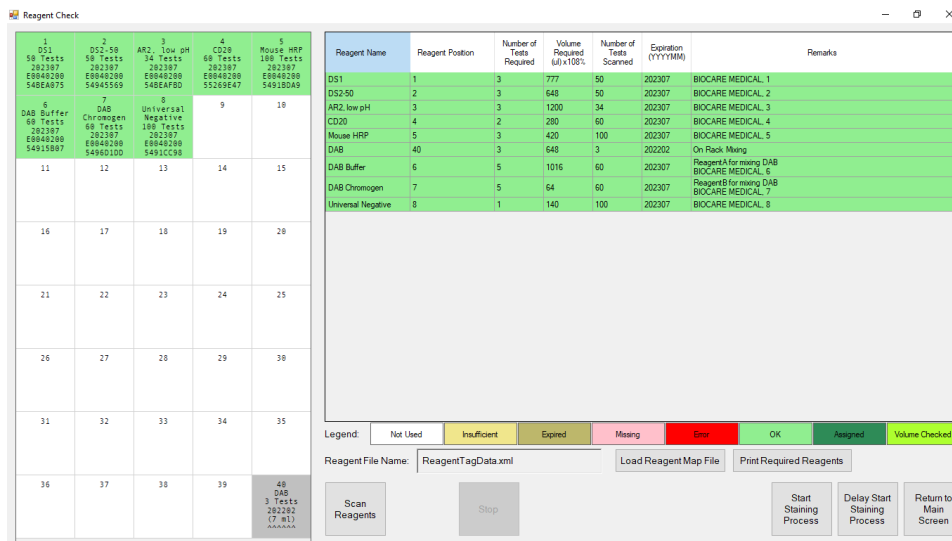 Reagent Check
1
DS1
50 Tests
202307
E0040200
54BEA075
2
DS2-50
50 Tests
202307
E0040200
54945569
3
AR2, low pH
34 Tests
202307
E0040200
54BEAFBD
4
CD20
60 Tests
202307
E0040200
55269E47
5
Mouse HRP
100 Tests
202307
E0040200
5491BDA9
6
DAB Buffer
60 Tests
202307
E0040200
54915B07
7
DAB
Chromogen
60 Tests
202307
E0040200
5496D1DD
8
Universal
Negative
100 Tests
202307
E0040200
5491CC98
9
10
11 12 13 14 15
16 17 18 19 20
21 22 23 24 25
26 27 28 29 30
31 32 33 34 35
36 37 38 39
40
DAB
3 Tests
202202
(7 ml)
^^^^^^
Reagent Name Reagent Position Number of Tests Required Volume Required (ul) x108% Number of Tests Scanned Expiration (YYYYMM) Remarks
DS1 1 3 777 50 202307 BIOCARE MEDICAL, 1
DS2-50 2 3 648 50 202307 BIOCARE MEDICAL, 2
AR2, low pH 3 3 1200 34 202307 BIOCARE MEDICAL, 3
CD20 4 2 280 60 202307 BIOCARE MEDICAL, 4
Mouse HRP 5 3 420 100 202307 BIOCARE MEDICAL, 5
DAB 40 3 648 3 202202 On Rack Mixing
DAB Buffer 6 5 1016 60 202307 ReagentA for mixing DAB
BIOCARE MEDICAL, 6
DAB Chromogen 7 5 64 60 202307 ReagentB for mixing DAB
BIOCARE MEDICAL, 7
Universal Negative 8 1 140 100 202307 BIOCARE MEDICAL, 8
Legend: Not Used Insufficient Expired Missing Error OK Assigned Volume Checked
Reagent File Name: ReagentTagData.xml Load Reagent Map File Print Required Reagents
Scan
Reagents
Stop
Start
Staining
Process
Delay Start
Staining
Process
Return to
Main
Screen